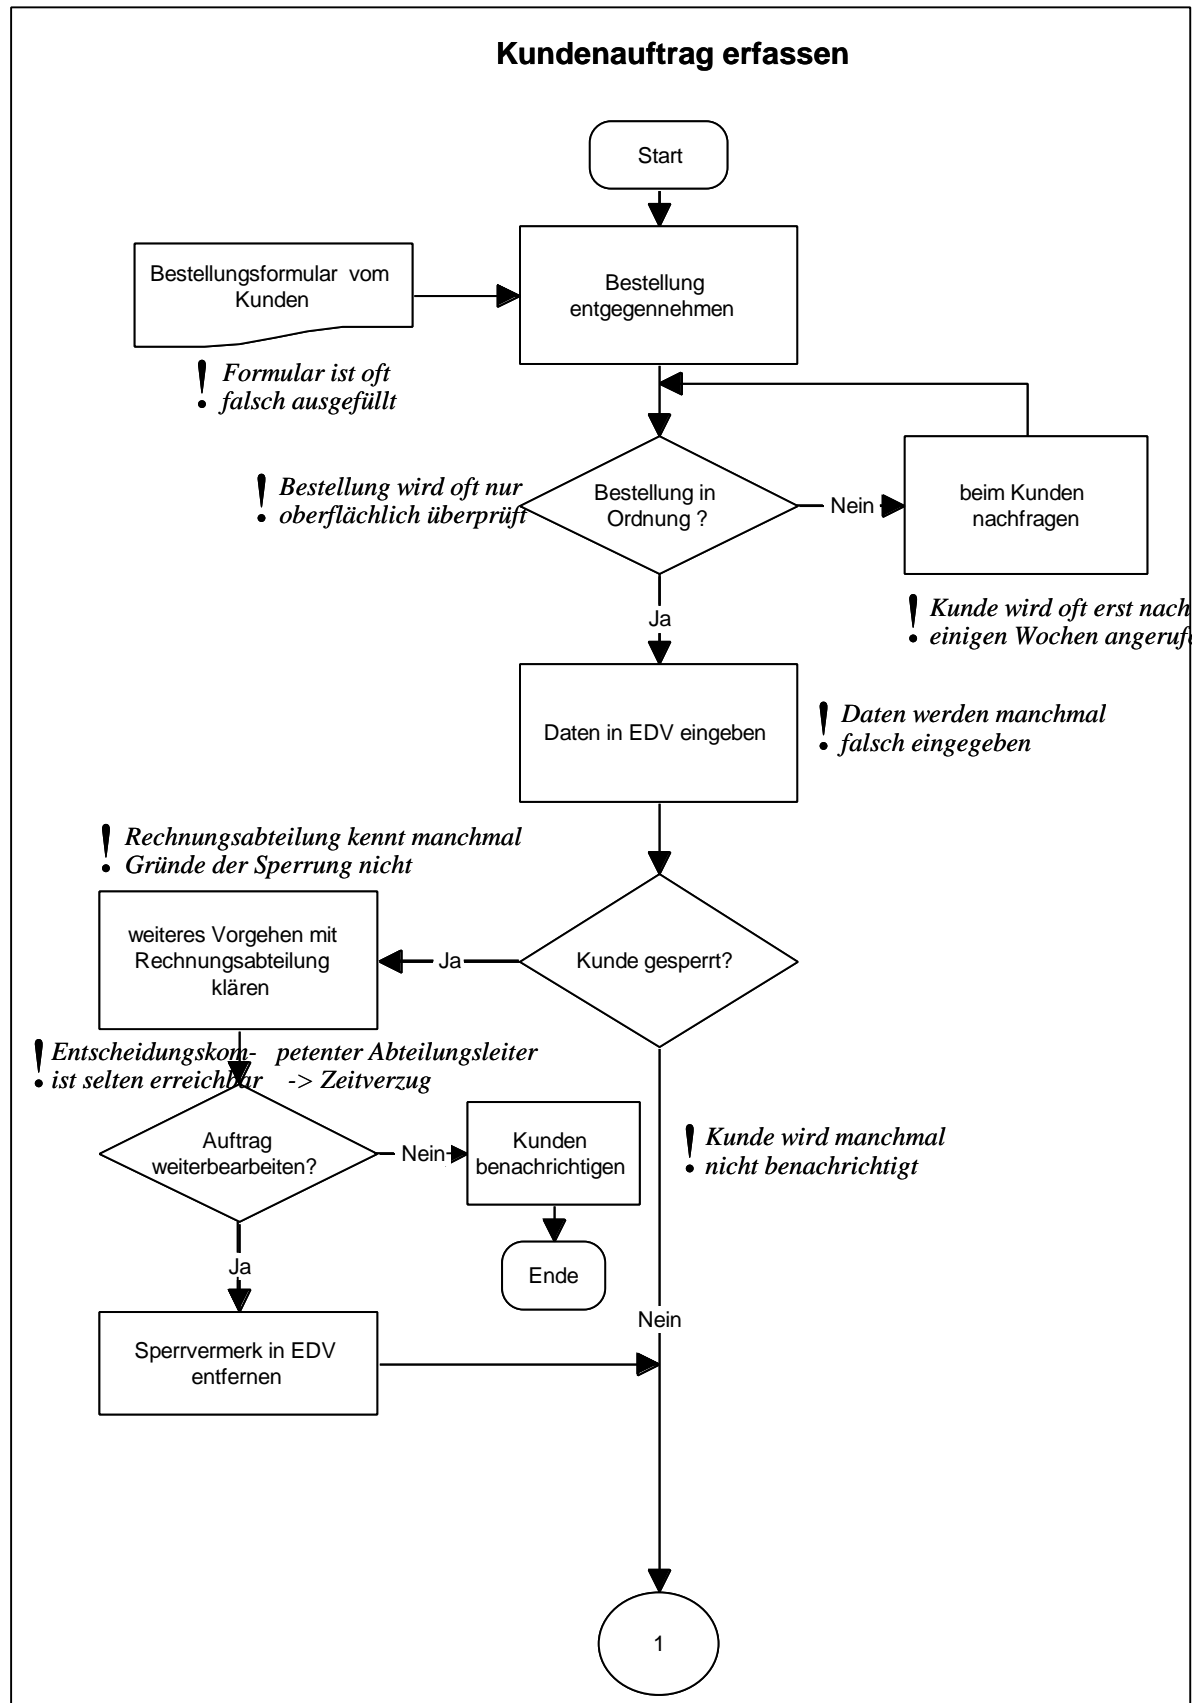 Kundenauftrag erfassen
Start
Bestellungsformular vom
Kunden
Bestellung
entgegennehmen
! Formular ist oft
falsch ausgefüllt
! Bestellung wird oft nur
oberflächlich überprüft
Bestellung in
Ordnung ?
Nein
beim Kunden
nachfragen
Ja
! Kunde wird oft erst nach
einigen Wochen
Daten in EDV eingeben
! Daten werden manchmal
falsch eingegeben
! Rechnungsabteilung kennt manchmal
Gründe der Sperrung nicht
weiteres Vorgehen mit
Rechnungsabteilung
klären
Ja
Kunde gesperrt?
! Entscheidungskom- petenter Abteilungsleiter
ist selten erreichbar -> Zeitverzug
Auftrag
weiterbearbeiten?
Nein
Kunden
benachrichtigen
! Kunde wird manchmal
nicht benachrichtigt
Ja
Ende
Nein
Sperrvermerk in EDV
entfernen
1